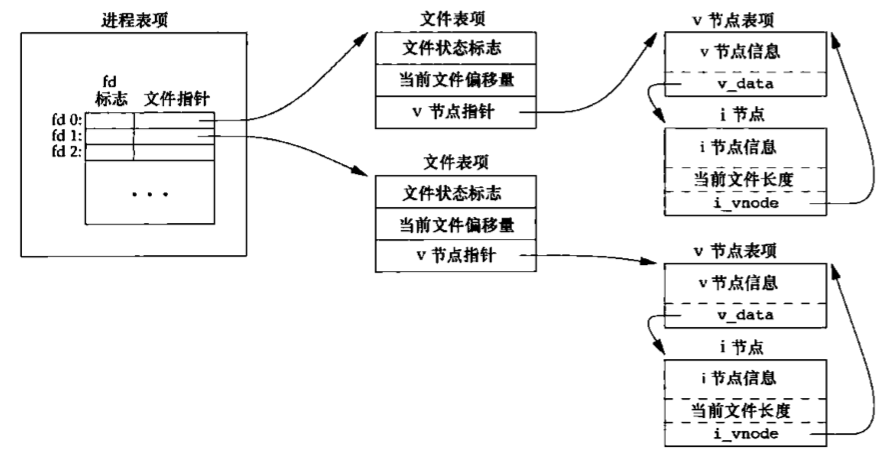 进程表项
fd
标志 文件指针
fd 0:
fd 1:
fd 2:
• • •
文件表项
文件状态标志
当前文件偏移量
v 节点指针
文件表项
文件状态标志
当前文件偏移量
v 节点指针
v 节点表项
v 节点信息
v_data
i 节点
i 节点信息
当前文件长度
i_vnode
v 节点表项
v 节点信息
v_data
i 节点
i 节点信息
当前文件长度
i_vnode